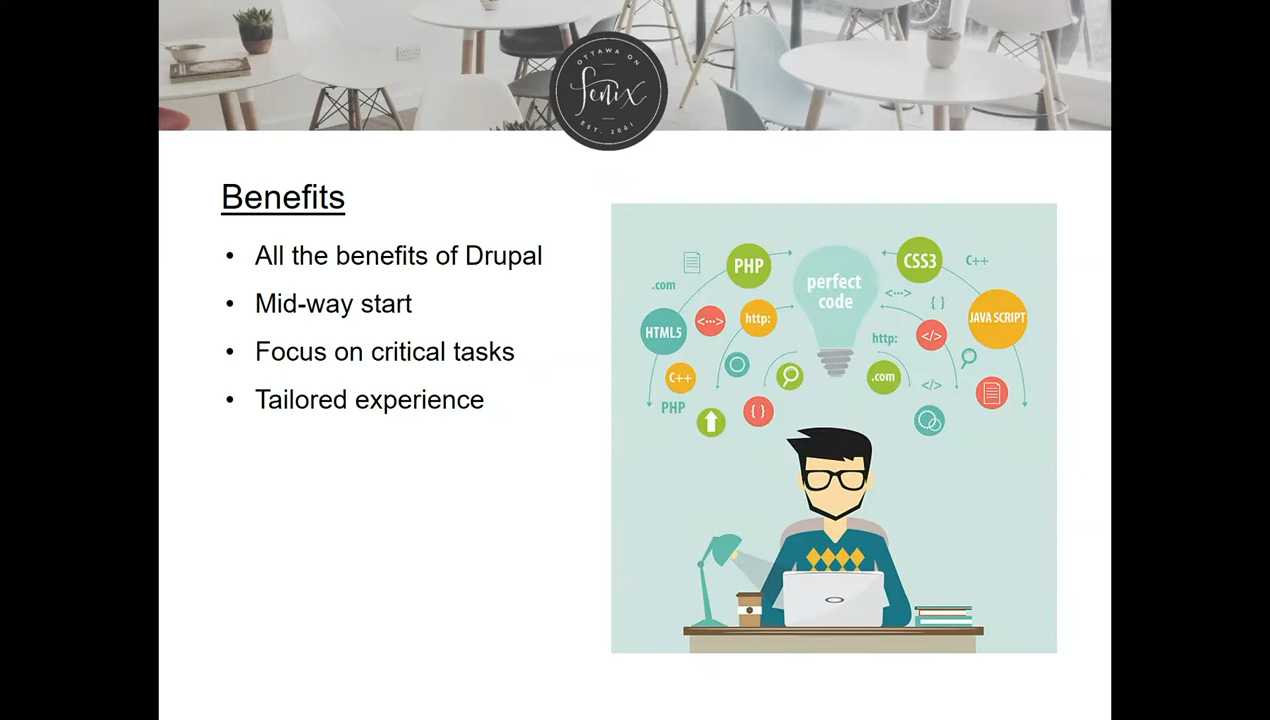 OTTAWA ON
fenix
EST. 2001
Benefits
• All the benefits of Drupal
• Mid-way start
• Focus on critical tasks
• Tailored experience
PHP
CSS3
C++
.com
perfect
code
<···>
{ }
HTML5
<···>
http:
JAVA SCRIPT
</>
http:
C++
.com
</>
PHP
{ }